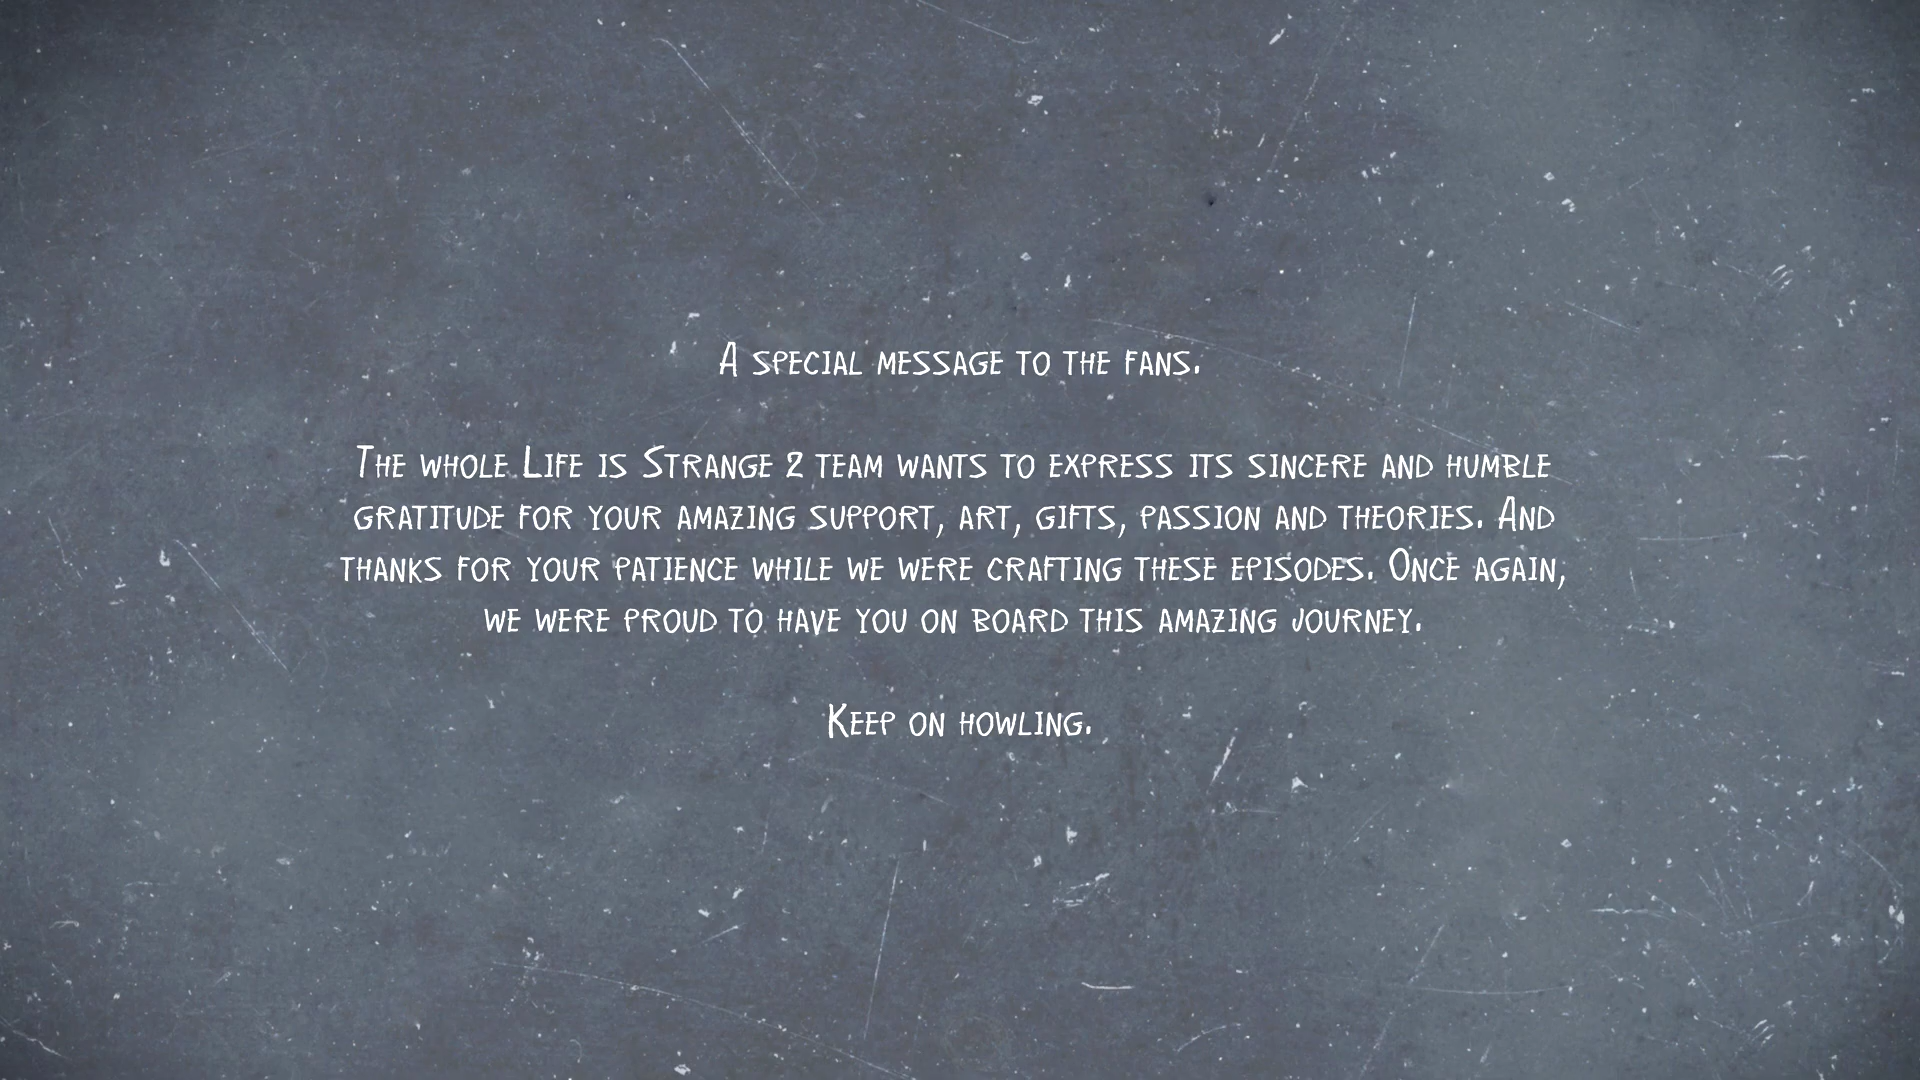 A special message to the fans.
The whole Life is Strange 2 team wants to express its sincere and humble
gratitude for your amazing support, art, gifts, passion and theories. And
thanks for your patience while we were crafting these episodes. Once again,
we were proud to have you on board this amazing journey.
Keep on howling.